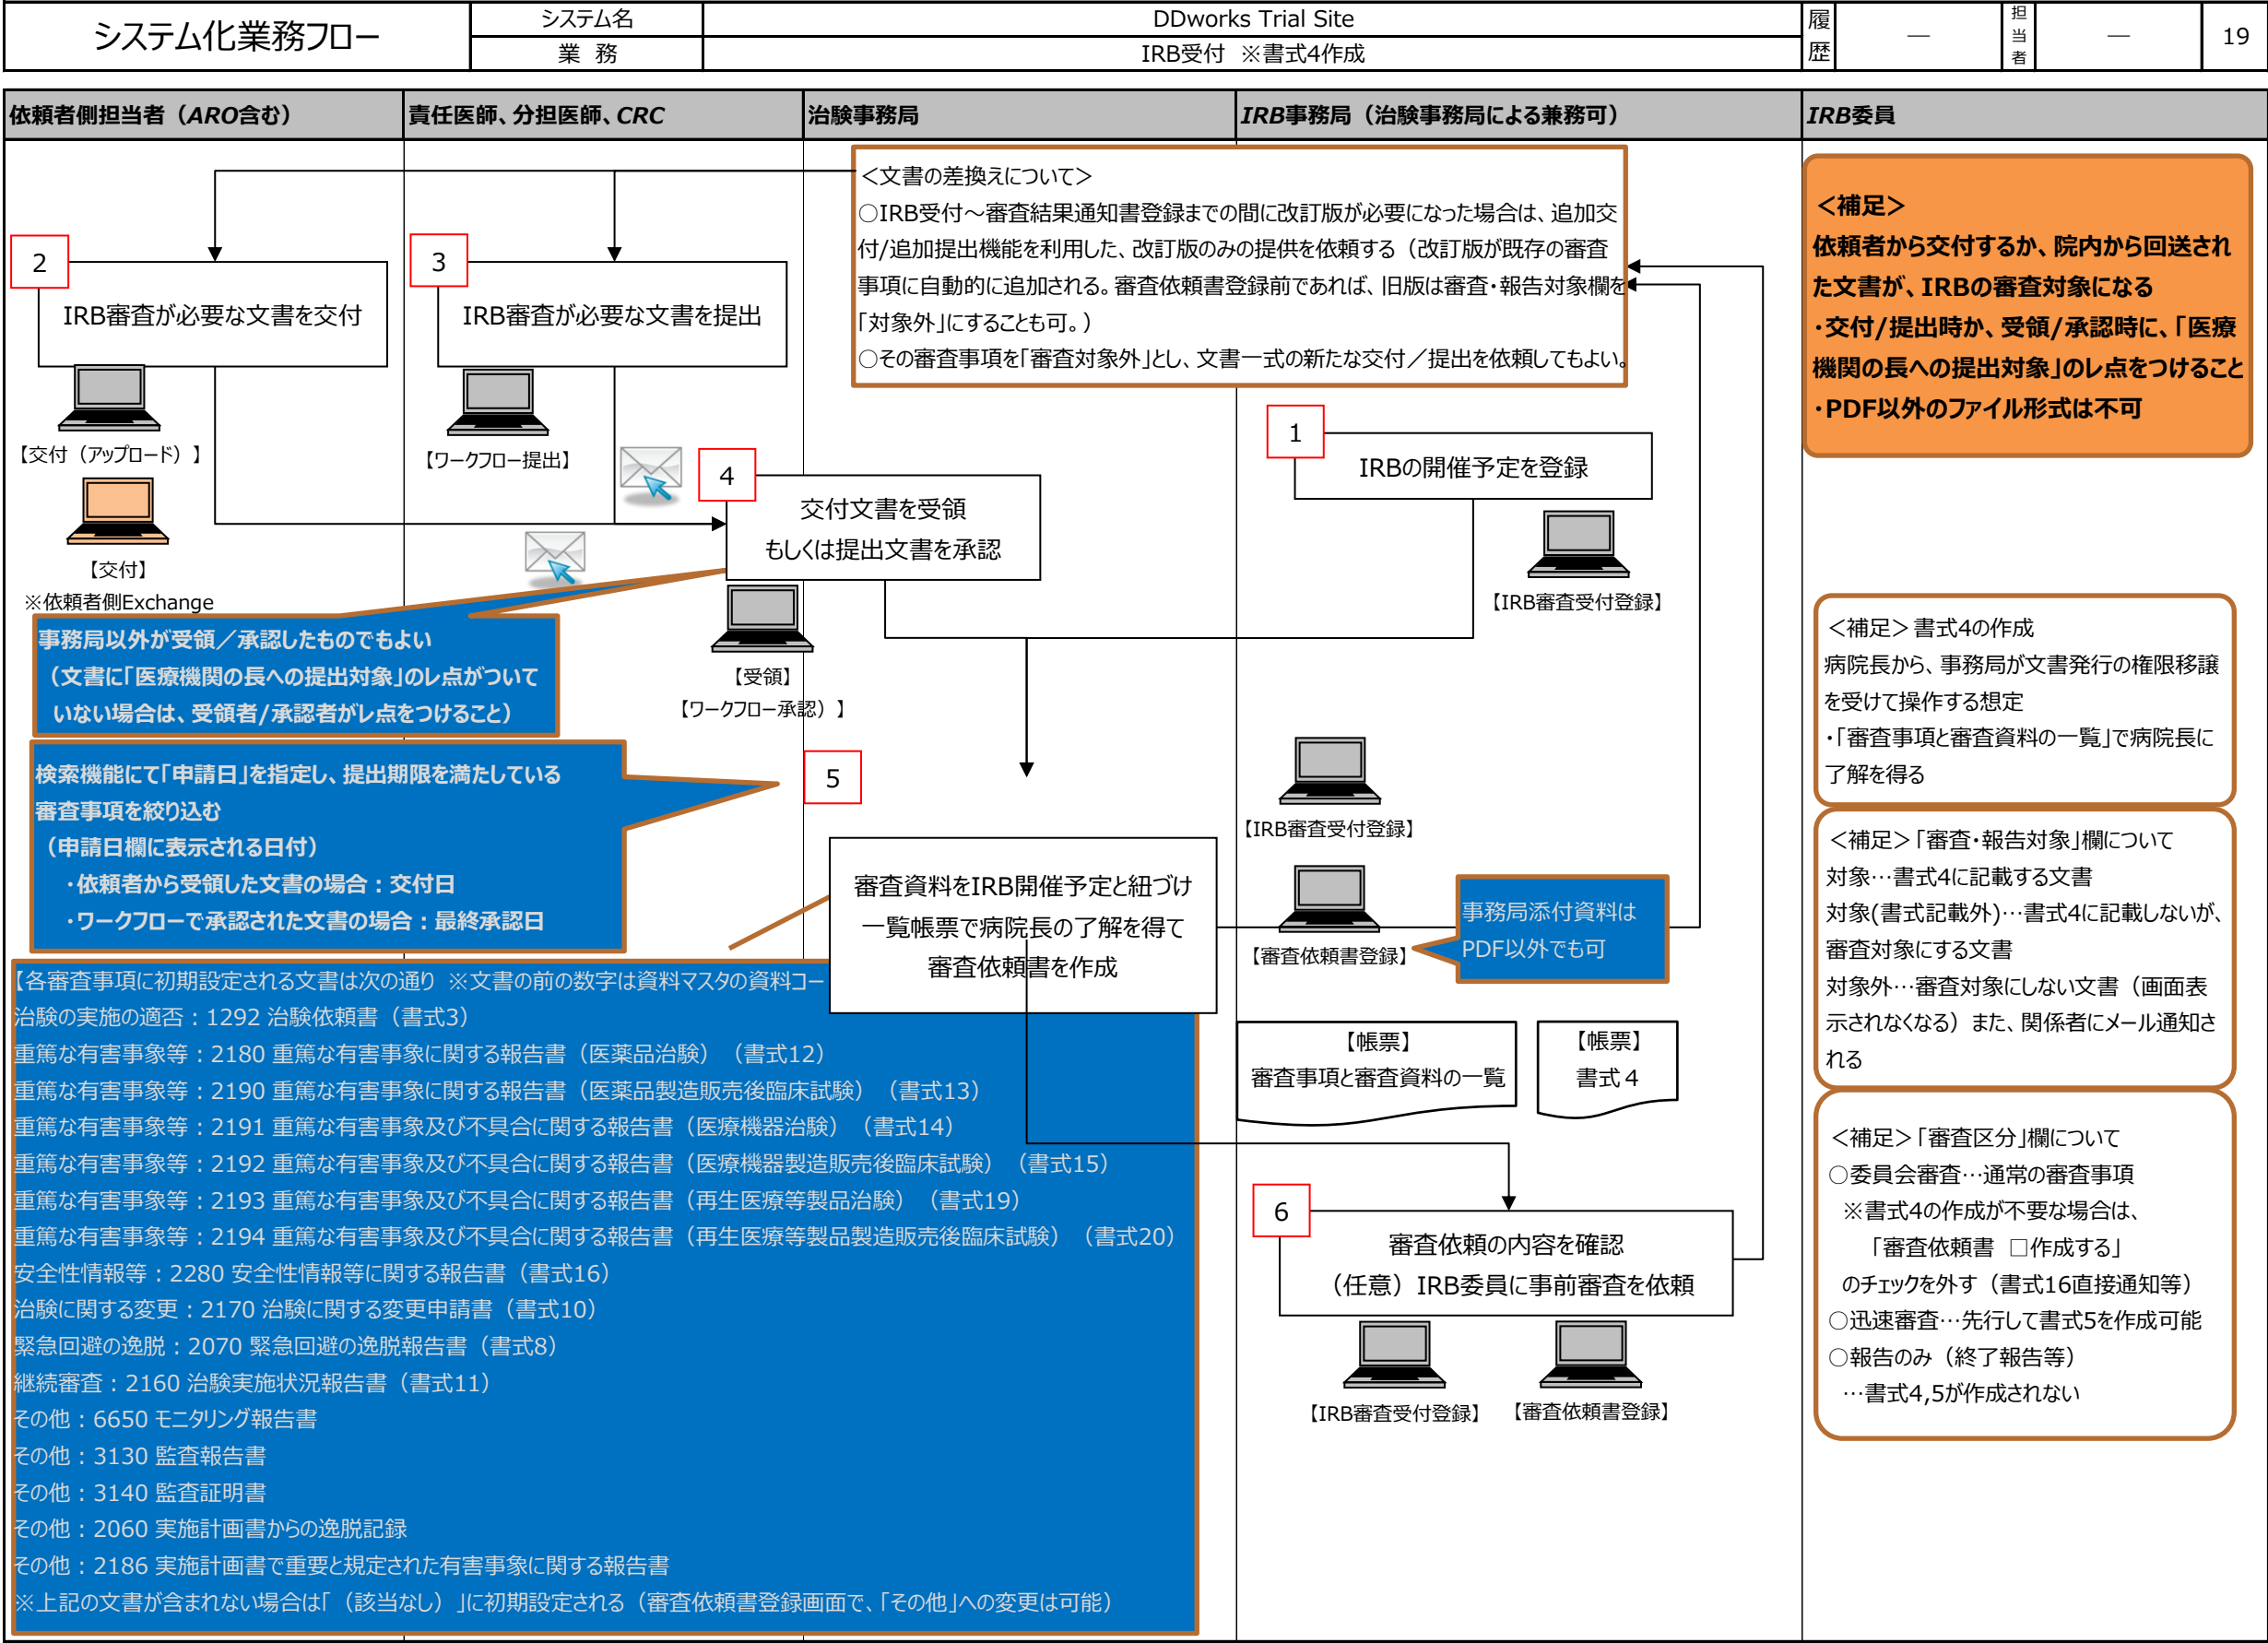 システム化業務フロー
システム名
DDworks Trial Site
業 務
IRB受付 ※書式4作成
履歴
―
担当者
―
19
依頼者側担当者（ARO含む）
責任医師、分担医師、CRC
治験事務局
IRB事務局（治験事務局による兼務可）
IRB委員
＜文書の差換えについて＞
○IRB受付～審査結果通知書登録までの間に改訂版が必要になった場合は、追加交
付/追加提出機能を利用した、改訂版のみの提供を依頼する（改訂版が既存の審査
事項に自動的に追加される。審査依頼書登録前であれば、旧版は審査・報告対象欄を
「対象外」にすることも可。）
○その審査事項を「審査対象外」とし、文書一式の新たな交付／提出を依頼してもよい。
＜補足＞
依頼者から交付するか、院内から回送され
た文書が、IRBの審査対象になる
・交付/提出時か、受領/承認時に、「医療
機関の長への提出対象」のレ点をつけること
・PDF以外のファイル形式は不可
2
IRB審査が必要な文書を交付
【交付（アップロード）】
【交付】
※依頼者側Exchange
3
IRB審査が必要な文書を提出
【ワークフロー提出】
4
交付文書を受領
もしくは提出文書を承認
【受領】
【ワークフロー承認）】
1
IRBの開催予定を登録
【IRB審査受付登録】
事務局以外が受領／承認したものでもよい
（文書に「医療機関の長への提出対象」のレ点がついて
いない場合は、受領者/承認者がレ点をつけること）
検索機能にて「申請日」を指定し、提出期限を満たしている
審査事項を絞り込む
（申請日欄に表示される日付）
・依頼者から受領した文書の場合：交付日
・ワークフローで承認された文書の場合：最終承認日
5
審査資料をIRB開催予定と紐づけ
一覧帳票で病院長の了解を得て
審査依頼書を作成
【IRB審査受付登録】
【審査依頼書登録】
事務局添付資料は
PDF以外でも可
【帳票】
審査事項と審査資料の一覧
【帳票】
書式４
【各審査事項に初期設定される文書は次の通り ※文書の前の数字は資料マスタの資料コー
治験の実施の適否：1292 治験依頼書（書式3）
重篤な有害事象等：2180 重篤な有害事象に関する報告書（医薬品治験）（書式12）
重篤な有害事象等：2190 重篤な有害事象に関する報告書（医薬品製造販売後臨床試験）（書式13）
重篤な有害事象等：2191 重篤な有害事象及び不具合に関する報告書（医療機器治験）（書式14）
重篤な有害事象等：2192 重篤な有害事象及び不具合に関する報告書（医療機器製造販売後臨床試験）（書式15）
重篤な有害事象等：2193 重篤な有害事象及び不具合に関する報告書（再生医療等製品治験）（書式19）
重篤な有害事象等：2194 重篤な有害事象及び不具合に関する報告書（再生医療等製品製造販売後臨床試験）（書式20）
安全性情報等：2280 安全性情報等に関する報告書（書式16）
治験に関する変更：2170 治験に関する変更申請書（書式10）
緊急回避の逸脱：2070 緊急回避の逸脱報告書（書式8）
継続審査：2160 治験実施状況報告書（書式11）
その他：6650 モニタリング報告書
その他：3130 監査報告書
その他：3140 監査証明書
その他：2060 実施計画書からの逸脱記録
その他：2186 実施計画書で重要と規定された有害事象に関する報告書
※上記の文書が含まれない場合は「（該当なし）」に初期設定される（審査依頼書登録画面で、「その他」への変更は可能）
6
審査依頼の内容を確認
（任意）IRB委員に事前審査を依頼
【IRB審査受付登録】
【審査依頼書登録】
＜補足＞書式4の作成
病院長から、事務局が文書発行の権限移譲
を受けて操作する想定
・「審査事項と審査資料の一覧」で病院長に
了解を得る
＜補足＞「審査・報告対象」欄について
対象…書式4に記載する文書
対象(書式記載外)…書式4に記載しないが、
審査対象にする文書
対象外…審査対象にしない文書（画面表
示されなくなる）また、関係者にメール通知さ
れる
＜補足＞「審査区分」欄について
○委員会審査…通常の審査事項
※書式4の作成が不要な場合は、
「審査依頼書 □作成する」
のチェックを外す（書式16直接通知等）
○迅速審査…先行して書式5を作成可能
○報告のみ（終了報告等）
…書式4,5が作成されない